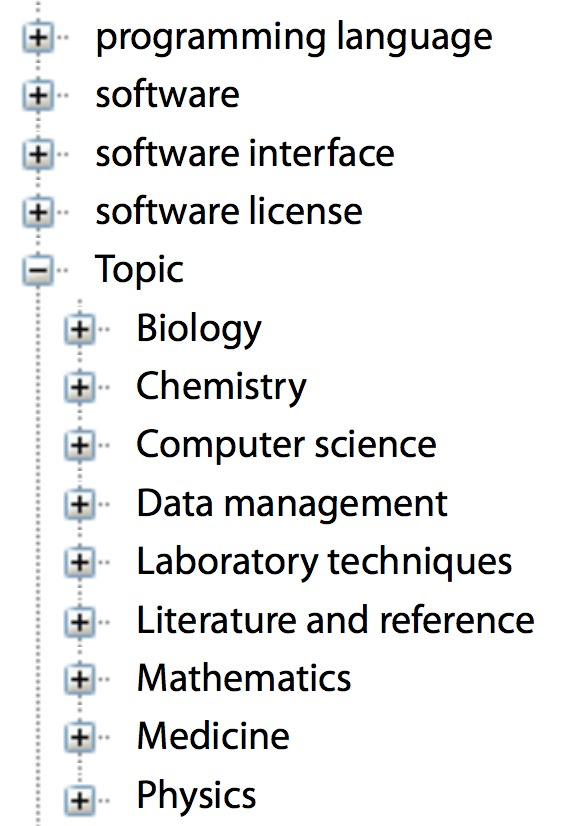 programming language
software
software interface
software license
Topic
Biology
Chemistry
Computer science
Data management
Laboratory techniques
Literature and reference
Mathematics
Medicine
Physics